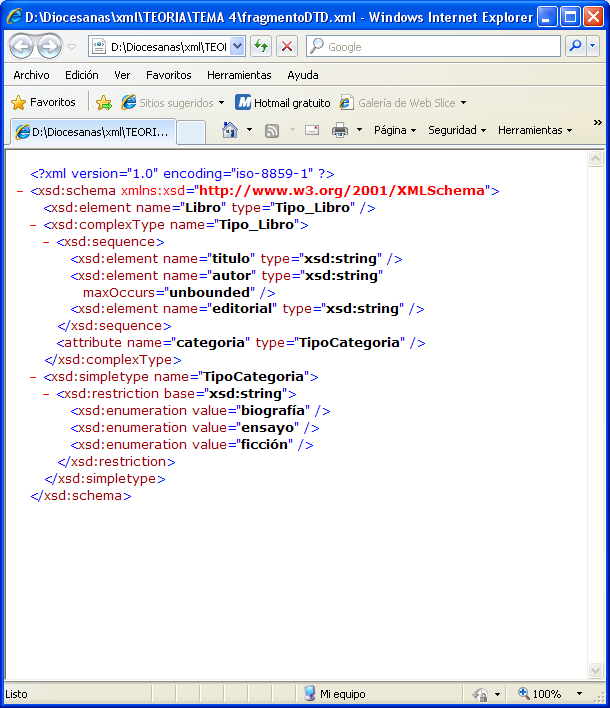 D:\Diocesanas\xml\TEORIA\TEMA 4\fragmentoDTD.xml - Windows Internet Explorer
D:\Diocesanas\xml\TEOI
Google
Archivo Edición Ver Favoritos Herramientas Ayuda
Favoritos Sitios sugeridos Hotmail gratuito Galería de Web Slice
D:\Diocesanas\xml\TEORI... Página Seguridad Herramientas »
<?xml version="1.0" encoding="iso-8859-1" ?>
- <xsd:schema xmlns:xsd="http://www.w3.org/2001/XMLSchema">
<xsd:element name="Libro" type="Tipo_Libro" />
- <xsd:complexType name="Tipo_Libro">
- <xsd:sequence>
<xsd:element name="titulo" type="xsd:string" />
<xsd:element name="autor" type="xsd:string"
maxOccurs="unbounded" />
<xsd:element name="editorial" type="xsd:string" />
</xsd:sequence>
<attribute name="categoria" type="TipoCategoria" />
</xsd:complexType>
- <xsd:simpletype name="TipoCategoria">
- <xsd:restriction base="xsd:string">
<xsd:enumeration value="biografía" />
<xsd:enumeration value="ensayo" />
<xsd:enumeration value="ficción" />
</xsd:restriction>
</xsd:simpletype>
</xsd:schema>
Listo Mi equipo 100%